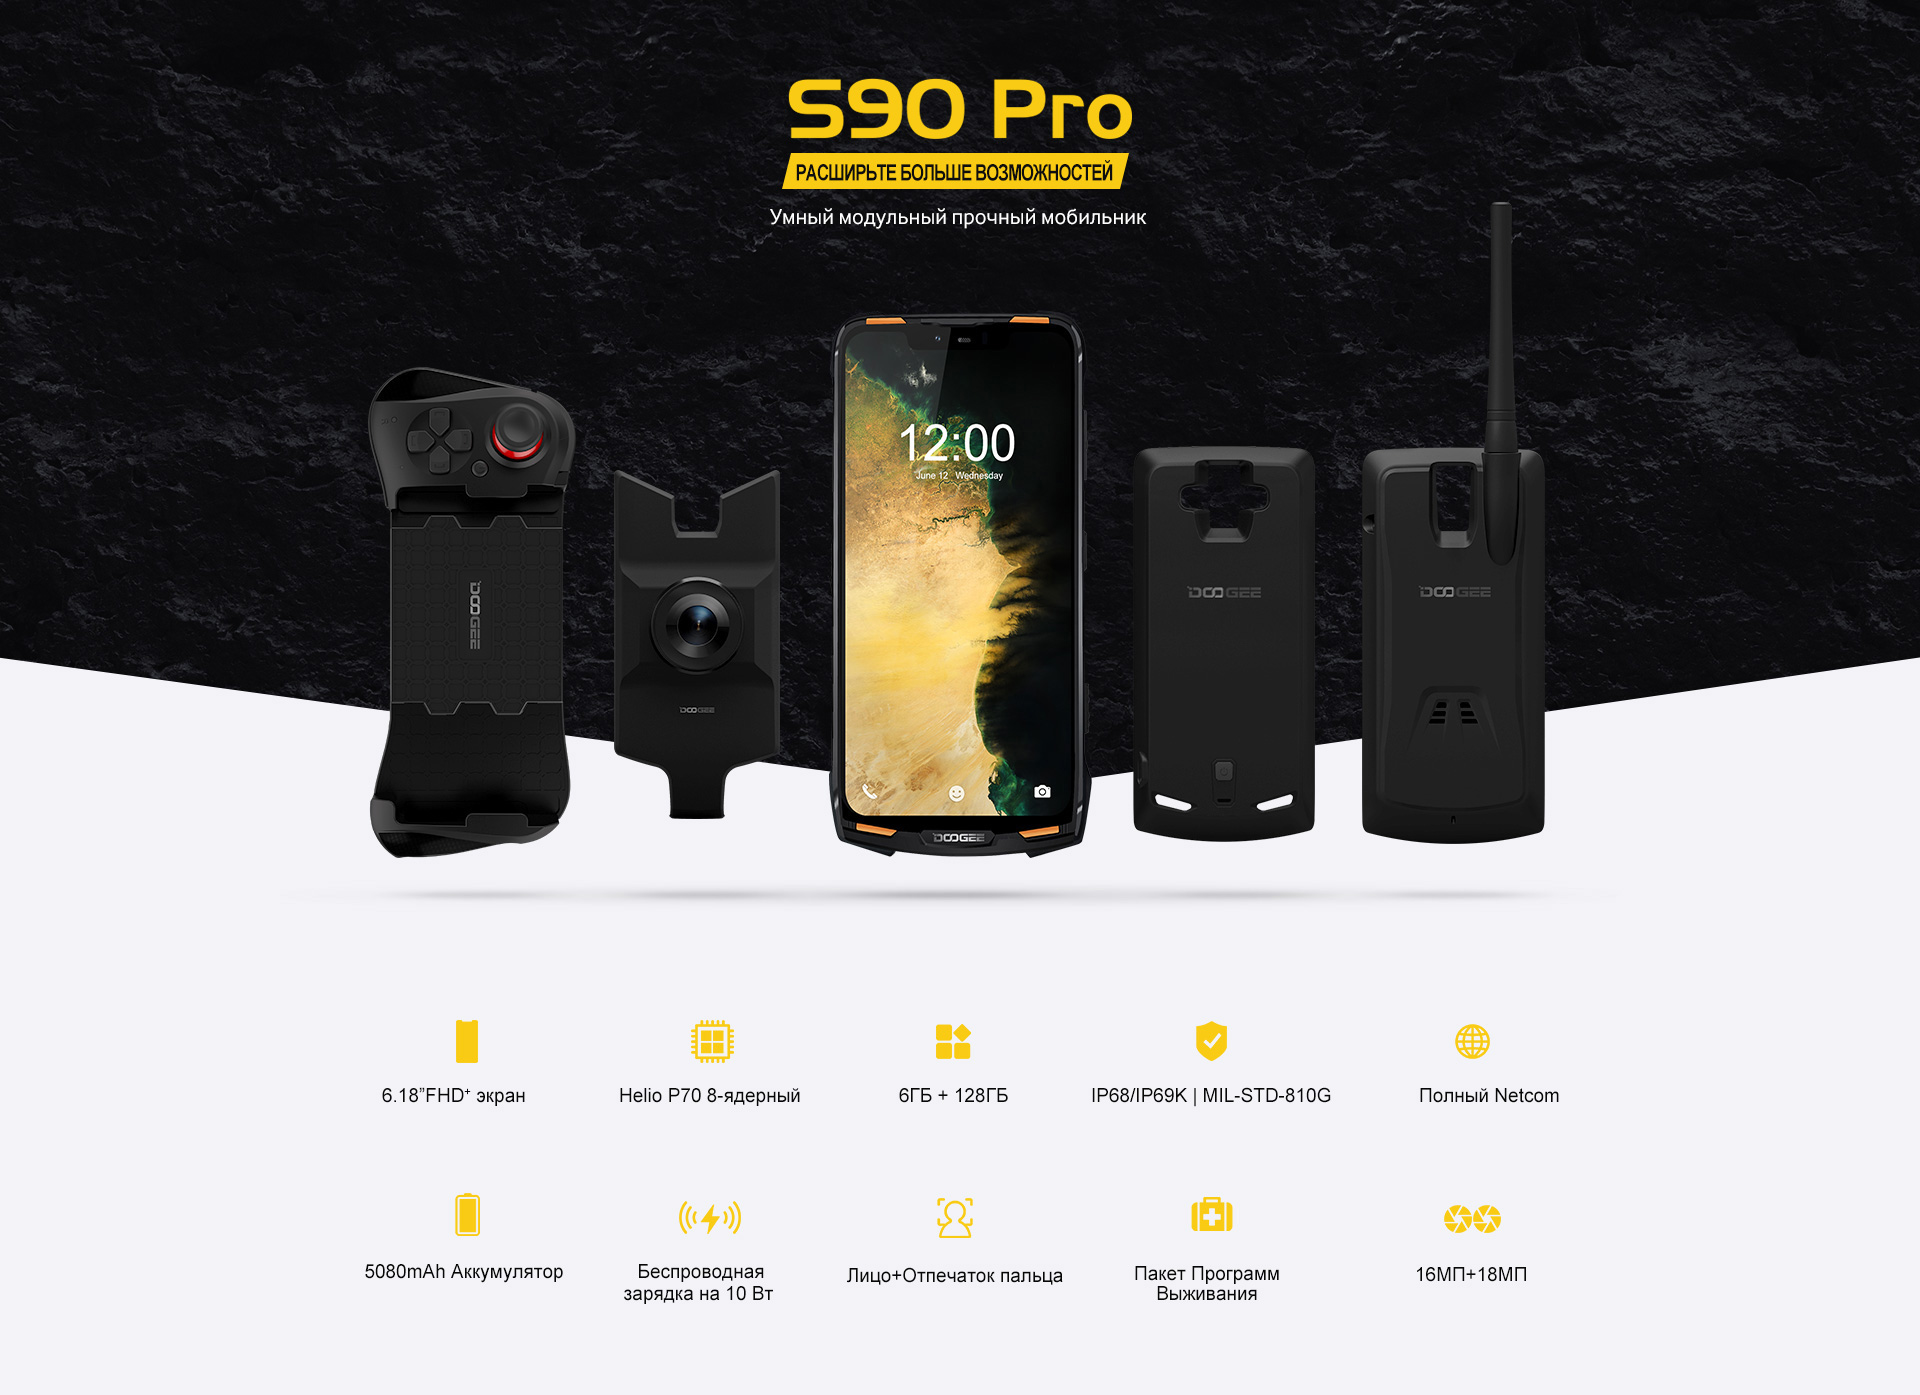 S90 Pro
РАСШИРЬТЕ БОЛЬШЕ ВОЗМОЖНОСТЕЙ
Умный модульный прочный мобильник
12:00
June 12 Wednesday
DOOGEE
DOOGEE
DOOGEE
DOOGEE
DOOGEE
6.18”FHD⁺ экран
Helio P70 8-ядерный
6ГБ + 128ГБ
IP68/IP69K | MIL-STD-810G
Полный Netcom
5080mAh Аккумулятор
Беспроводная
зарядка на 10 Вт
Лицо+Отпечаток пальца
Пакет Программ
Выживания
16МП+18МП